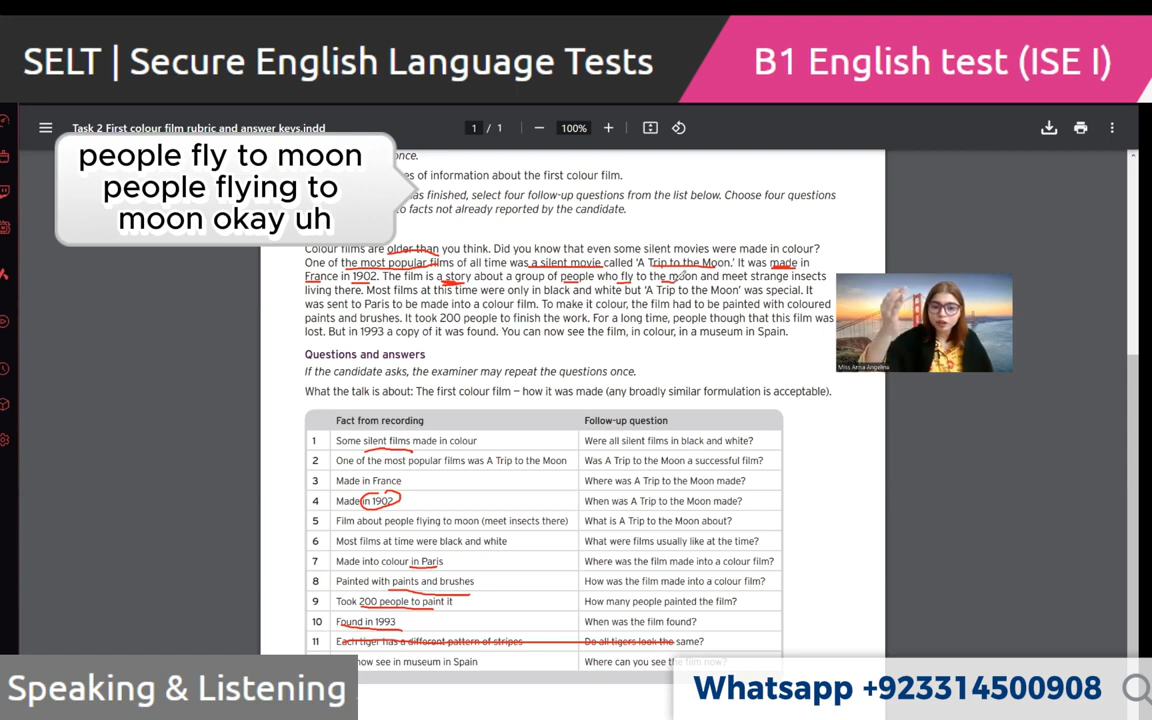 SELT | Secure English Language Tests
B1 English test (ISE I)
Task 2 First colour film rubric and answer keys.indd
1 / 1
100%
people fly to moon
people flying to
moon okay uh
once.
es of information about the first colour film.
as finished, select four follow-up questions from the list below. Choose four questions
to facts not already reported by the candidate.
Colour films are older than you think. Did you know that even some silent movies were made in colour?
One of the most popular films of all time was a silent movie called 'A Trip to the Moon.' It was made in
France in 1902. The film is a story about a group of people who fly to the moon and meet strange insects
living there. Most films at this time were only in black and white but 'A Trip to the Moon' was special. It
was sent to Paris to be made into a colour film. To make it colour, the film had to be painted with coloured
paints and brushes. It took 200 people to finish the work. For a long time, people though that this film was
lost. But in 1993 a copy of it was found. You can now see the film, in colour, in a museum in Spain.
Questions and answers
If the candidate asks, the examiner may repeat the questions once.
What the talk is about: The first colour film – how it was made (any broadly similar formulation is acceptable).
Fact from recording Follow-up question
1 Some silent films made in colour Were all silent films in black and white?
2 One of the most popular films was A Trip to the Moon Was A Trip to the Moon a successful film?
3 Made in France Where was A Trip to the Moon made?
4 Made in 1902 When was A Trip to the Moon made?
5 Film about people flying to moon (meet insects there) What is A Trip to the Moon about?
6 Most films at time were black and white What were films usually like at the time?
7 Made into colour in Paris Where was the film made into a colour film?
8 Painted with paints and brushes How was the film made into a colour film?
9 Took 200 people to paint it How many people painted the film?
10 Found in 1993 When was the film found?
11 Each tiger has a different pattern of stripes Do all tigers look the same?
now see in museum in Spain Where can you see the film now?
Miss Arma Angelina
Speaking & Listening
Whatsapp +923314500908